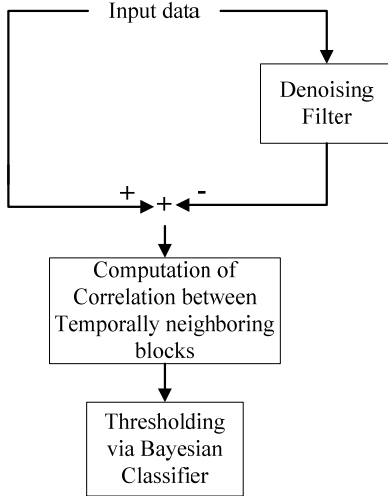 Input data
Denoising
Filter
+
+
-
Computation of
Correlation between
Temporally neighboring
blocks
Thresholding
via Bayesian
Classifier